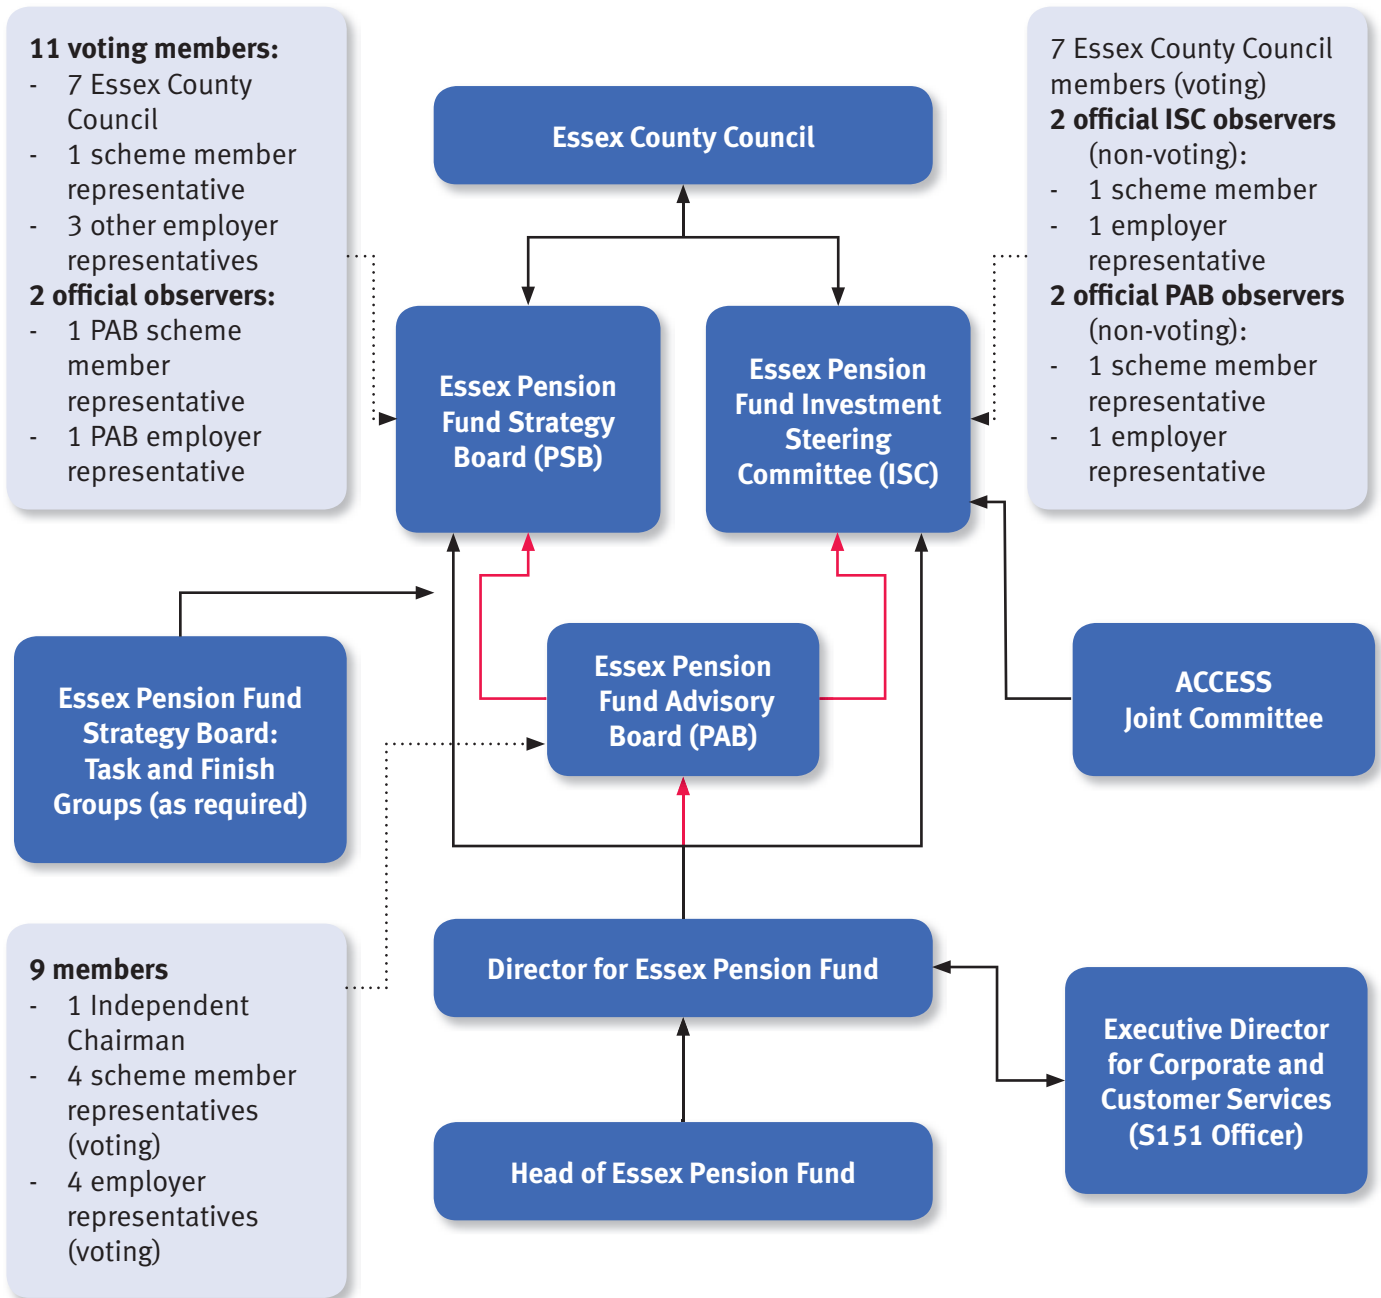 11 voting members:
- 7 Essex County
Council
- 1 scheme member
representative
- 3 other employer
representatives
2 official observers:
- 1 PAB scheme
member
representative
- 1 PAB employer
representative
Essex County Council
7 Essex County Council
members (voting)
2 official ISC observers
(non-voting):
- 1 scheme member
- 1 employer
representative
2 official PAB observers
(non-voting):
- 1 scheme member
representative
- 1 employer
representative
Essex Pension
Fund Strategy
Board (PSB)
Essex Pension
Fund Investment
Steering
Committee (ISC)
Essex Pension Fund
Strategy Board:
Task and Finish
Groups (as required)
Essex Pension
Fund Advisory
Board (PAB)
ACCESS
Joint Committee
9 members
- 1 Independent
Chairman
- 4 scheme member
representatives
(voting)
- 4 employer
representatives
(voting)
Director for Essex Pension Fund
Executive Director
for Corporate and
Customer Services
(S151 Officer)
Head of Essex Pension Fund